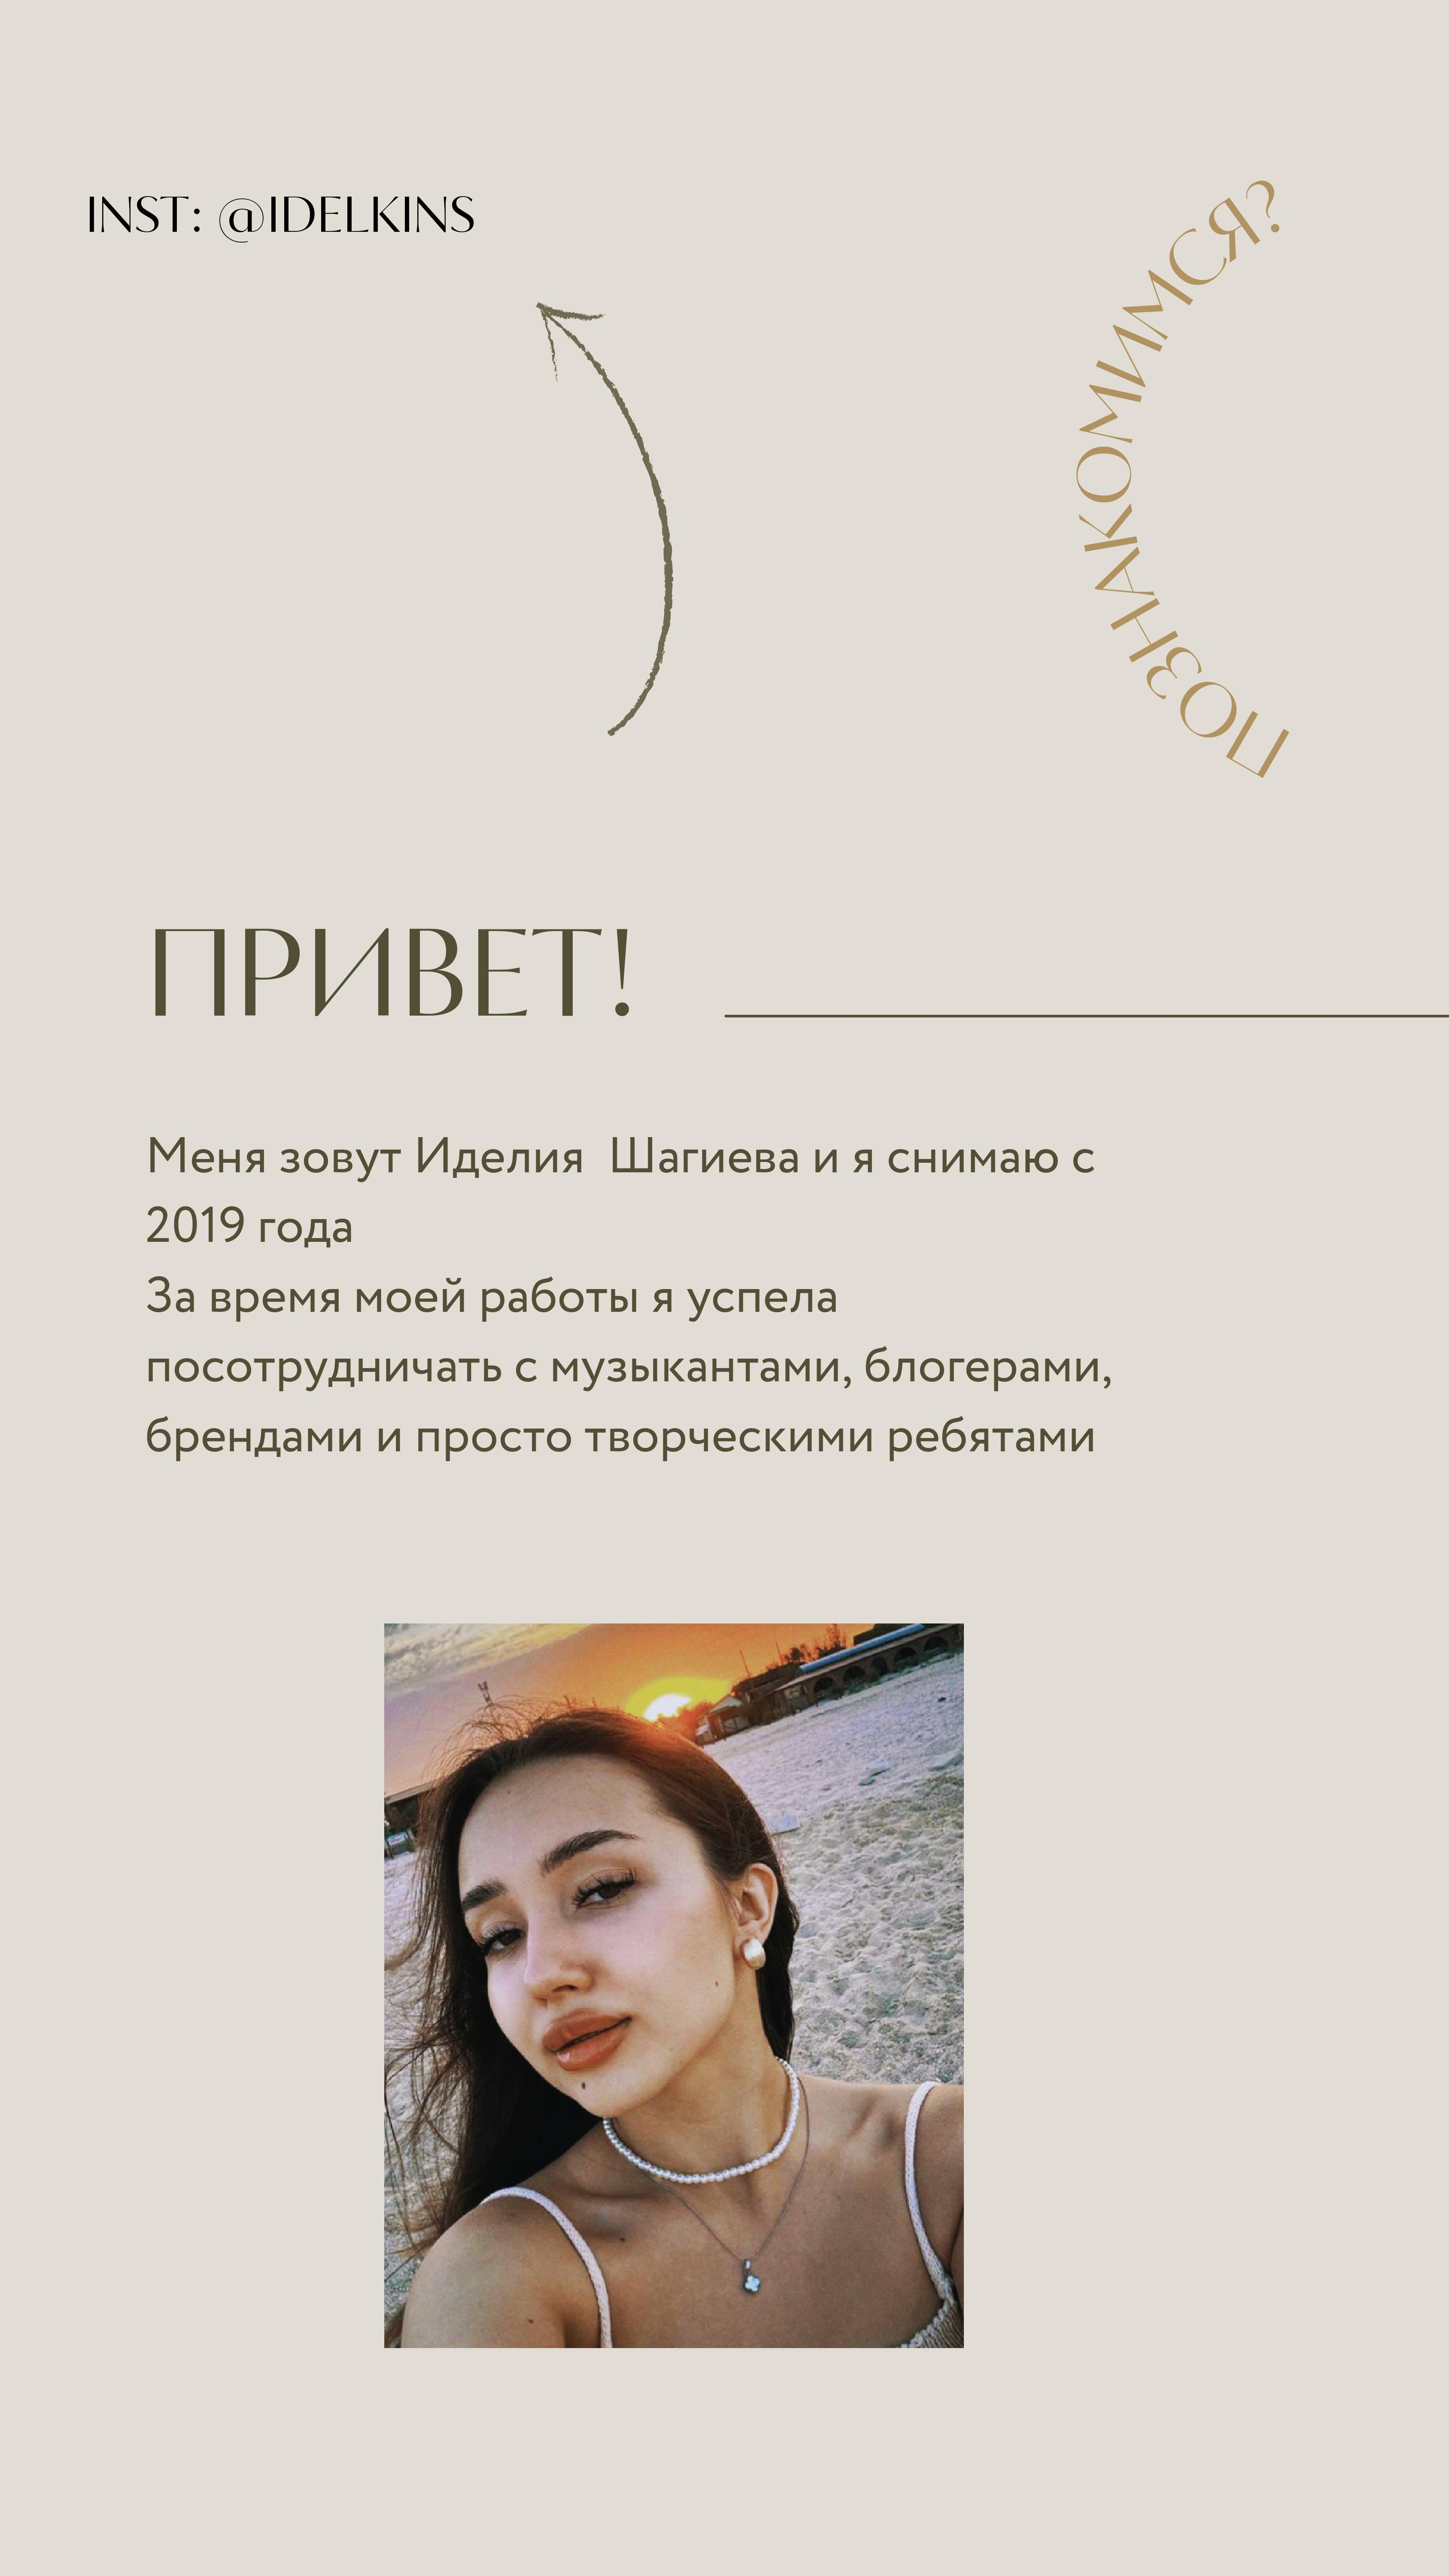 INST: @IDELKINS
ПОЗНАКОМИМСЯ?
ПРИВЕТ!
Меня зовут Иделия  Шагиева и я снимаю с
2019 года
За время моей работы я успела
посотрудничать с музыкантами, блогерами,
брендами и просто творческими ребятами